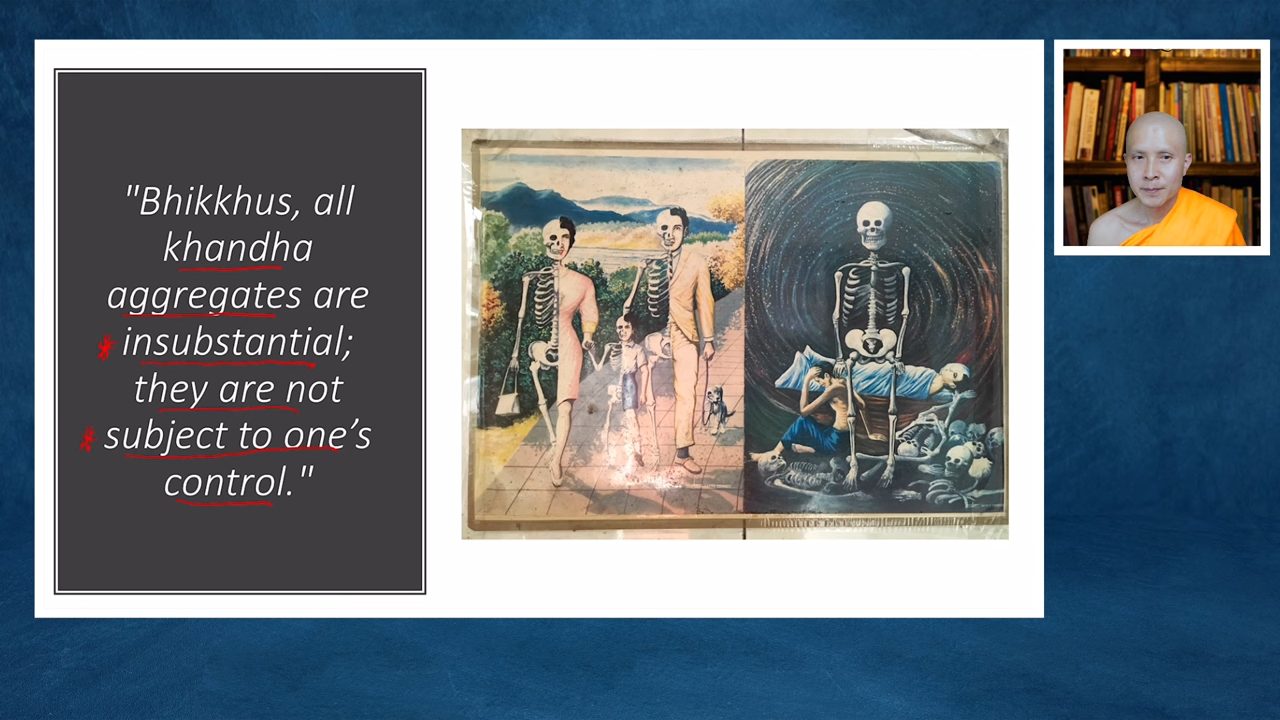 "Bhikkhus, all
khandha
aggregates are
insubstantial;
they are not
subject to one’s
control."